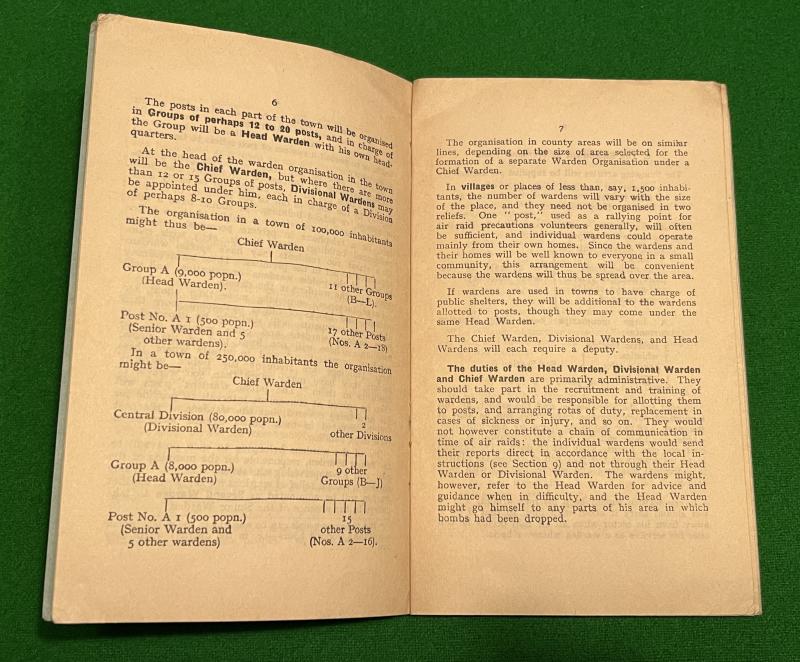 6
The posts in each part of the town will be organised
in Groups of perhaps 12 to 20 posts, and in charge of
the Group will be a Head Warden with his own head-
quarters.
At the head of the warden organisation in the town
will be the Chief Warden, but where there are more
than 12 or 15 Groups of posts, Divisional Wardens may
be appointed under him, each in charge of a Division
of perhaps 8-10 Groups.
The organisation in a town of 100,000 inhabitants
might thus be—
Chief Warden
Group A (9,000 popn.)
(Head Warden).
11 other Groups
(B—L).
Post No. A 1 (500 popn.)
(Senior Warden and 5
other wardens).
17 other Posts
(Nos. A 2—18)
In a town of 250,000 inhabitants the organisation
might be—
Chief Warden
Central Division (80,000 popn.)
(Divisional Warden)
2
other Divisions
Group A (8,000 popn.)
(Head Warden)
9 other
Groups (B—J)
Post No. A 1 (500 popn.)
(Senior Warden and
5 other wardens)
15
other Posts
(Nos. A 2—16).
7
The organisation in county areas will be on similar
lines, depending on the size of area selected for the
formation of a separate Warden Organisation under a
Chief Warden.
In villages or places of less than, say, 1,500 inhabi-
tants, the number of wardens will vary with the size
of the place, and they need not be organised in two
reliefs. One "post," used as a rallying point for
air raid precautions volunteers generally, will often
be sufficient, and individual wardens could operate
mainly from their own homes. Since the wardens and
their homes will be well known to everyone in a small
community, this arrangement will be convenient
because the wardens will thus be spread over the area.
If wardens are used in towns to have charge of
public shelters, they will be additional to the wardens
allotted to posts, though they may come under the
same Head Warden.
The Chief Warden, Divisional Wardens, and Head
Wardens will each require a deputy.
The duties of the Head Warden, Divisional Warden
and Chief Warden are primarily administrative. They
should take part in the recruitment and training of
wardens, and would be responsible for allotting them
to posts, and arranging rotas of duty, replacement in
cases of sickness or injury, and so on. They would
not however constitute a chain of communication in
time of air raids: the individual wardens would send
their reports direct in accordance with the local in-
structions (see Section 9) and not through their Head
Warden or Divisional Warden. The wardens might,
however, refer to the Head Warden for advice and
guidance when in difficulty, and the Head Warden
might go himself to any parts of his area in which
bombs had been dropped.